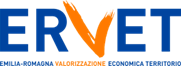 ERVET
EMILIA-ROMAGNA VALORIZZAZIONE ECONOMICA TERRITORIO